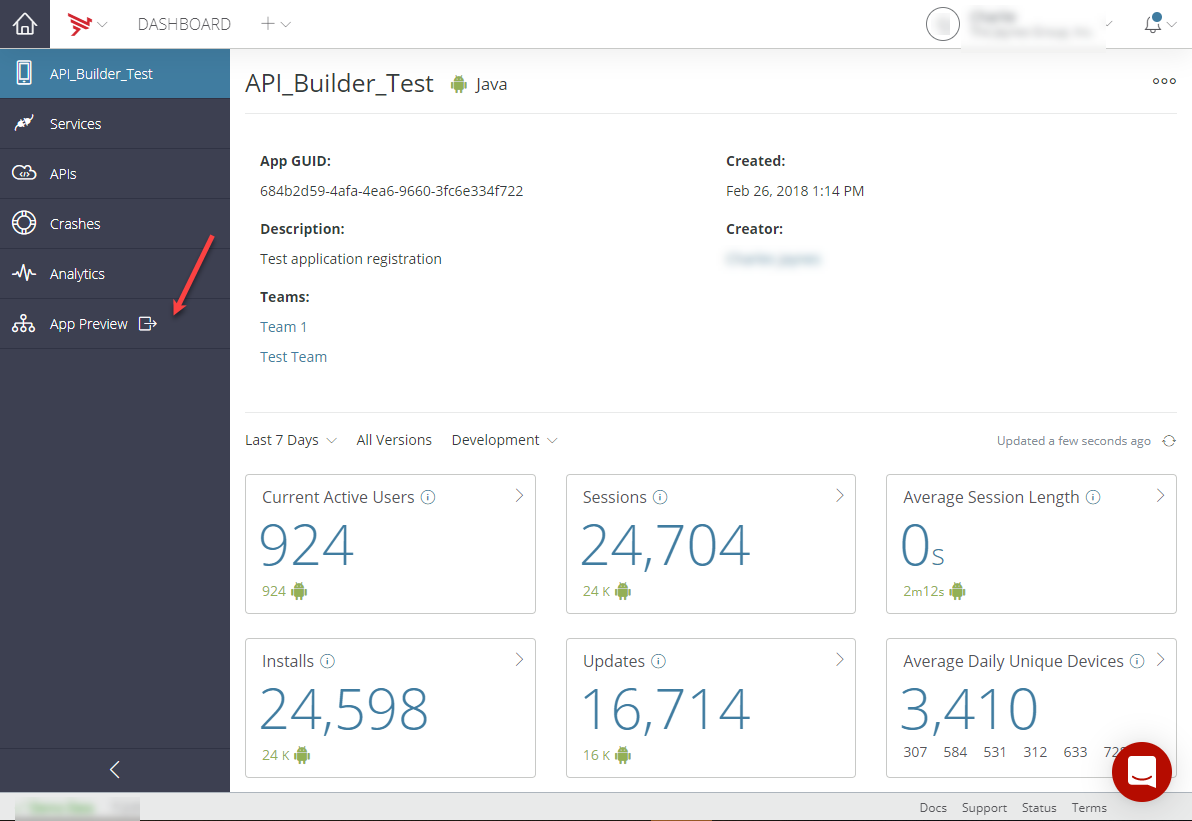 DASHBOARD
API_Builder_Test
Services
APIs
Crashes
Analytics
App Preview
API_Builder_Test Java
App GUID:
684b2d59-4afa-4ea6-9660-3fc6e334f722
Created:
Feb 26, 2018 1:14 PM
Description:
Test application registration
Creator:
Teams:
Team 1
Test Team
Last 7 Days All Versions Development Updated a few seconds ago
Current Active Users
924
924
Sessions
24,704
24 K
Average Session Length
0s
2m12s
Installs
24,598
24 K
Updates
16,714
16 K
Average Daily Unique Devices
3,410
307 584 531 312 633
Docs Support Status Terms